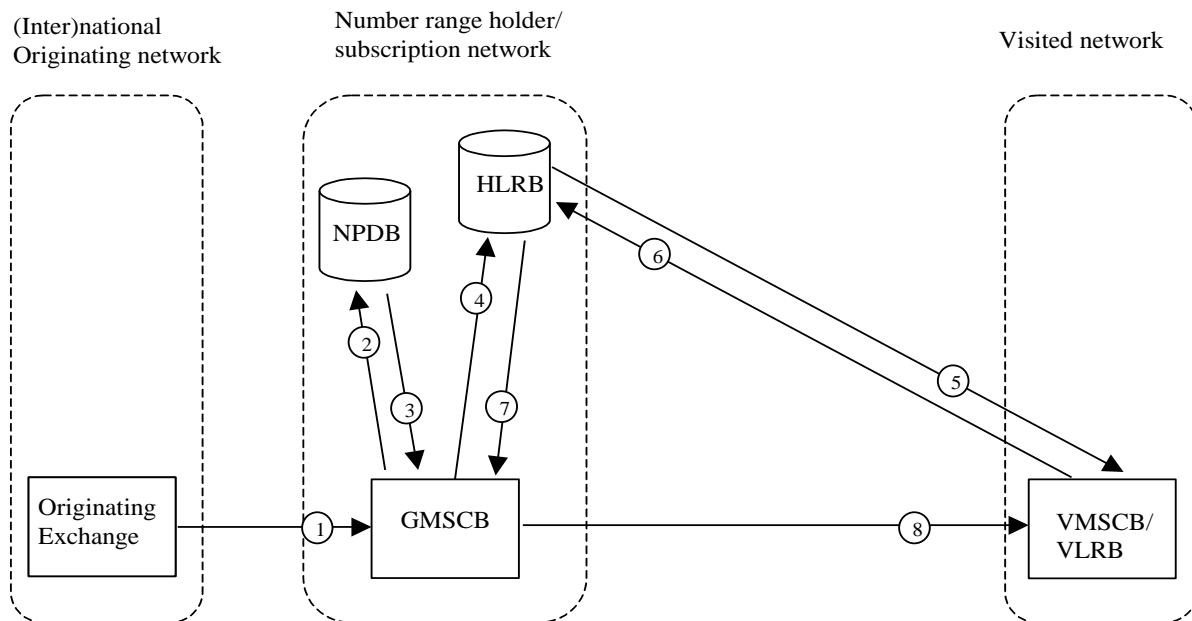 (Inter)national
Originating network
Number range holder/
subscription network
Visited network
HLRB
NPDB
6
4
2
5
3
7
Originating
Exchange
1
GMSCB
8
VMSCB/
VLRB